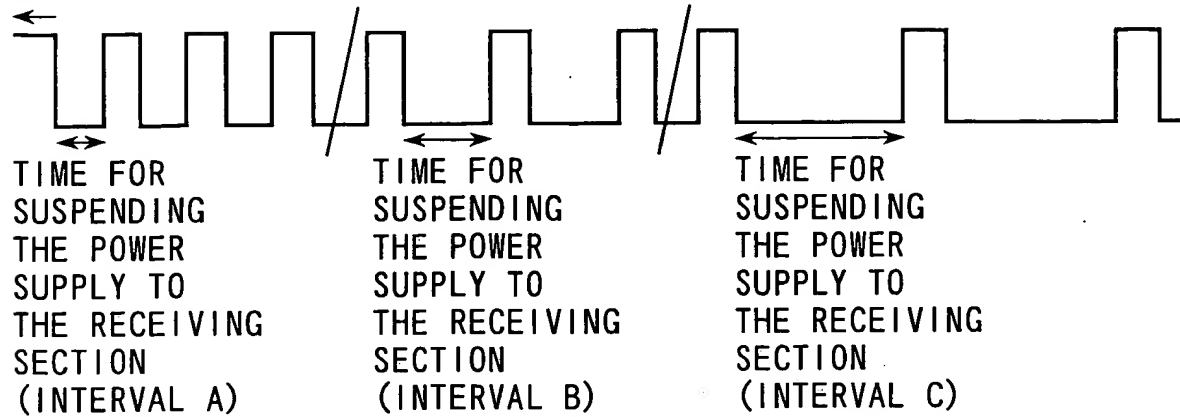 TIME FOR
SUSPENDING
THE POWER
SUPPLY TO
THE RECEIVING
SECTION
(INTERVAL A)
TIME FOR
SUSPENDING
THE POWER
SUPPLY TO
THE RECEIVING
SECTION
(INTERVAL B)
TIME FOR
SUSPENDING
THE POWER
SUPPLY TO
THE RECEIVING
SECTION
(INTERVAL C)